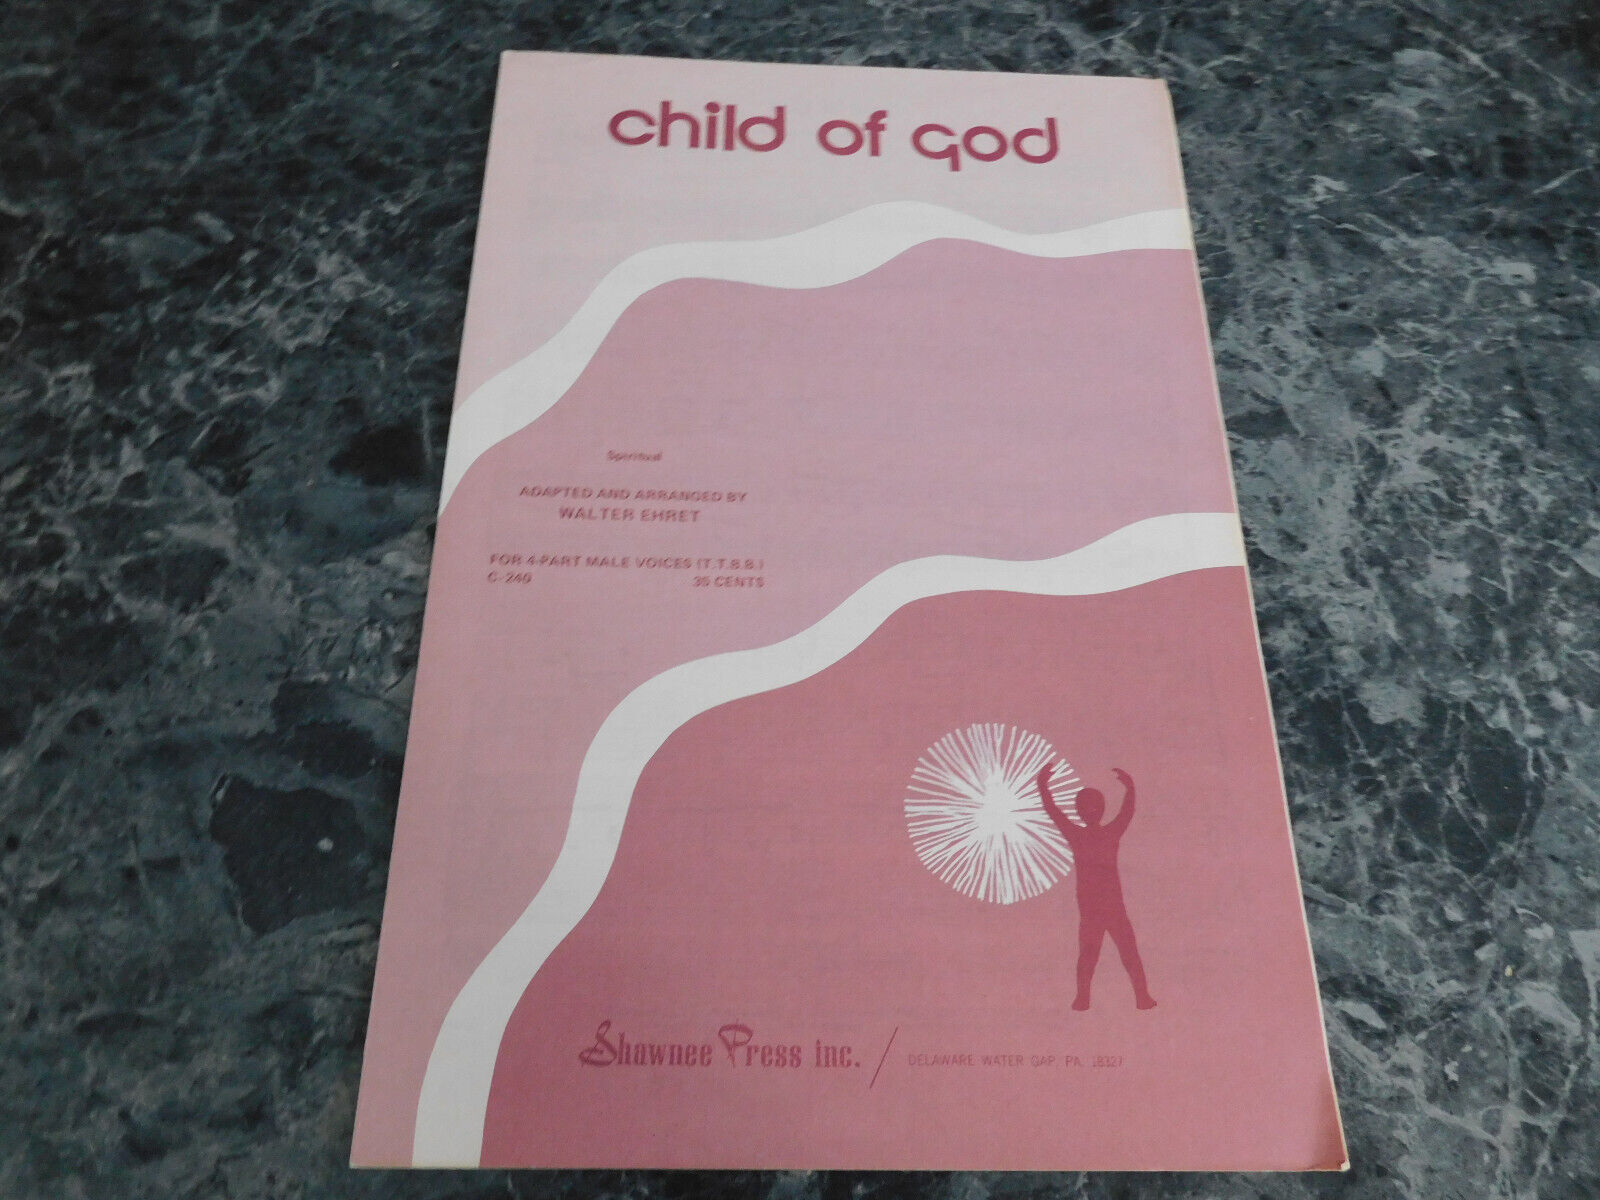 child of god
Spiritual
ADAPTED AND ARRANGED BY
WALTER EHRET
FOR 4-PART MALE VOICES (T.T.B.B.)
C-240 35 CENTS
Shawnee Press inc. / DELAWARE WATER GAP, PA. 18327